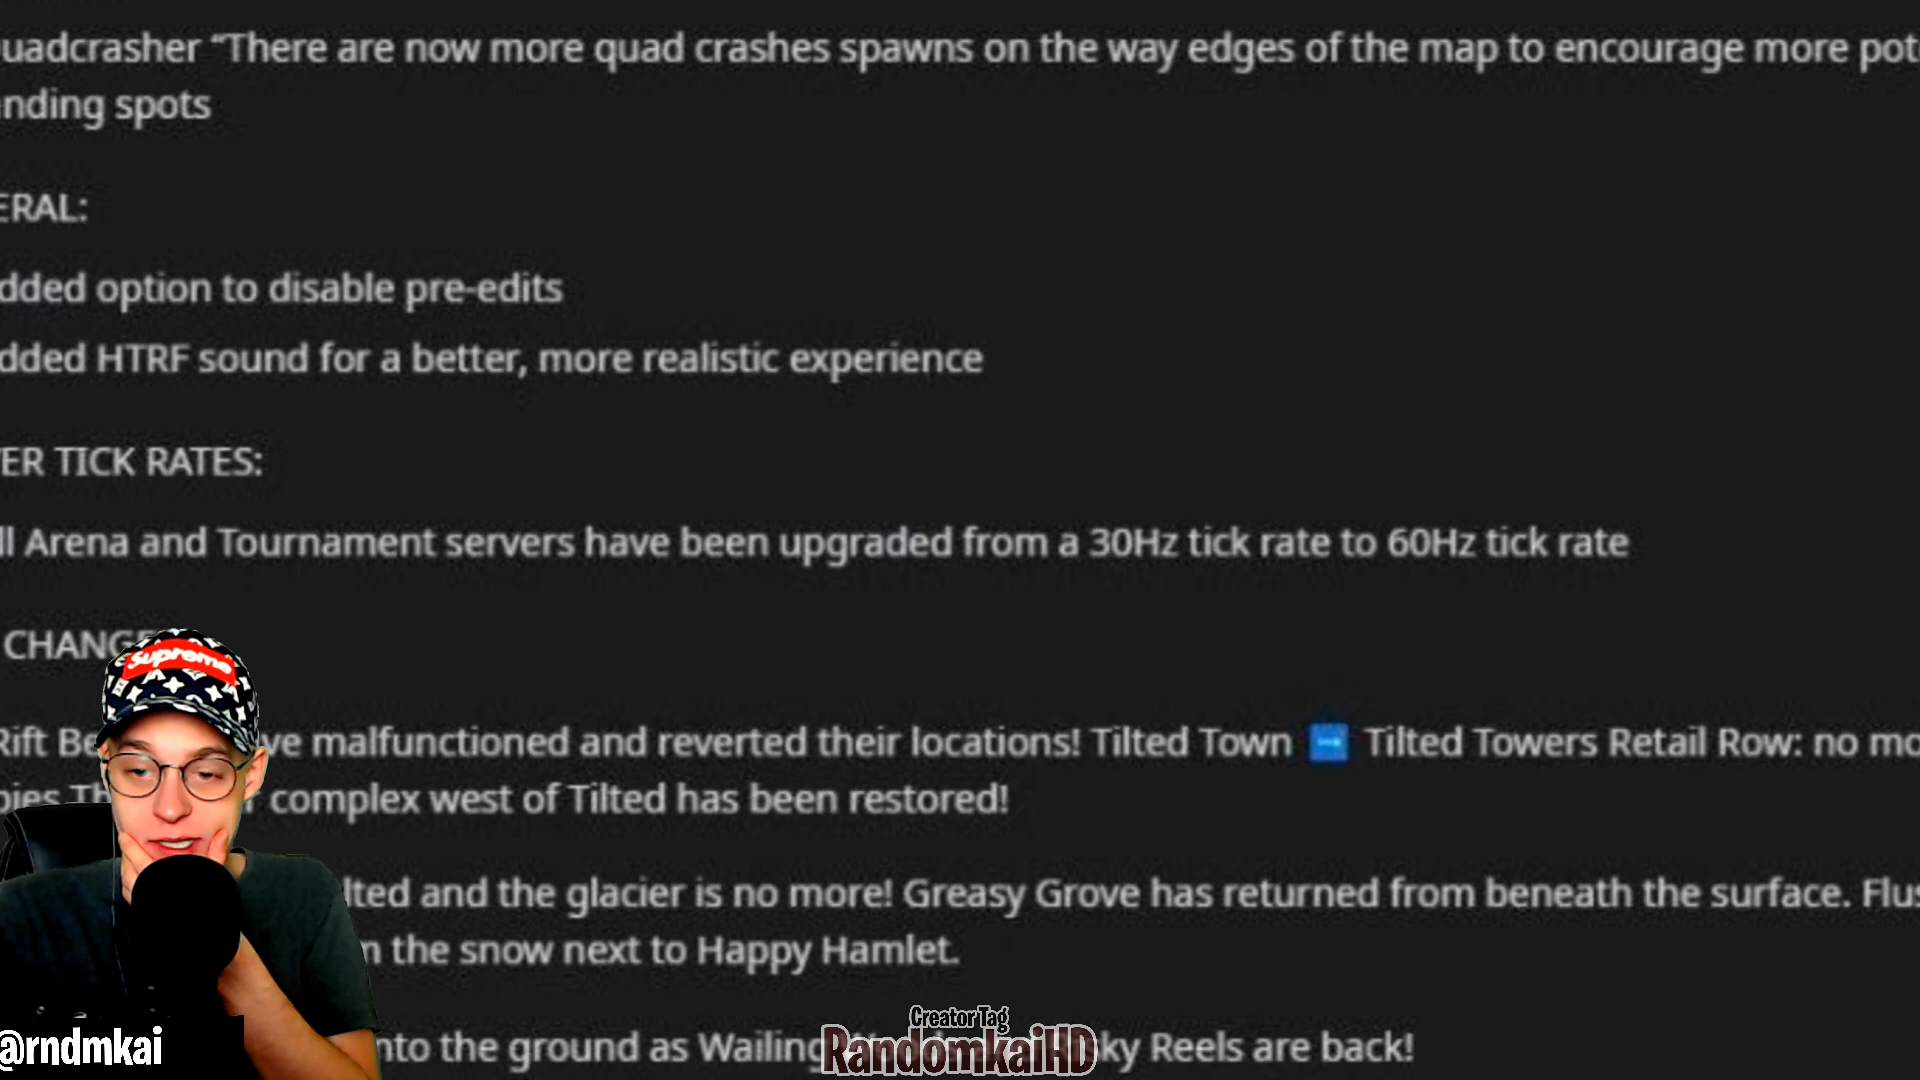 uadcrasher “There are now more quad crashes spawns on the way edges of the map to encourage more pot
nding spots
ERAL:
dded option to disable pre-edits
dded HTRF sound for a better, more realistic experience
ER TICK RATES:
ll Arena and Tournament servers have been upgraded from a 30Hz tick rate to 60Hz tick rate
CHANGE
Supreme
Rift Be ve malfunctioned and reverted their locations! Tilted Town ➡ Tilted Towers Retail Row: no mo
bies Th r complex west of Tilted has been restored!
lted and the glacier is no more! Greasy Grove has returned from beneath the surface. Flus
n the snow next to Happy Hamlet.
Creator Tag
@rndmkai
nto the ground as Wailing ky Reels are back!
RandomkaiHD